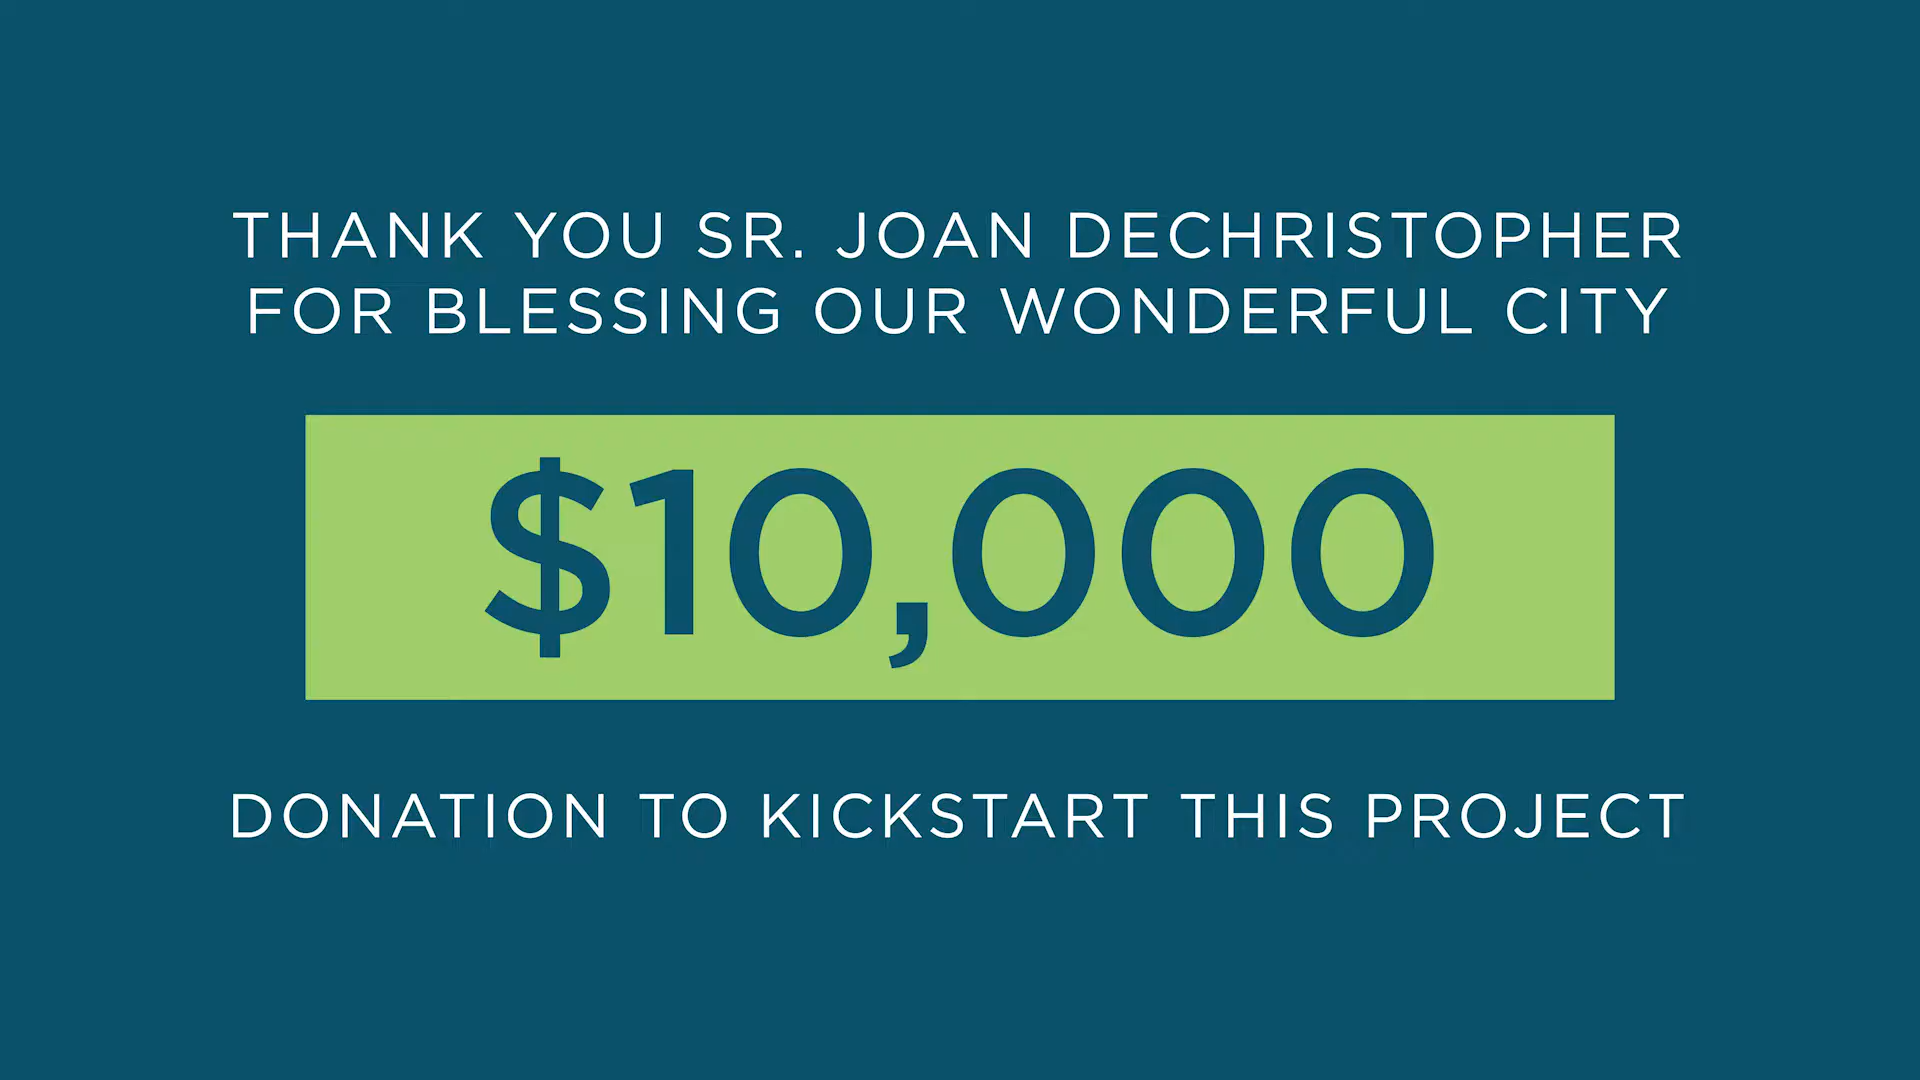 THANK YOU SR. JOAN DECHRISTOPHER
FOR BLESSING OUR WONDERFUL CITY
$10,000
DONATION TO KICKSTART THIS PROJECT